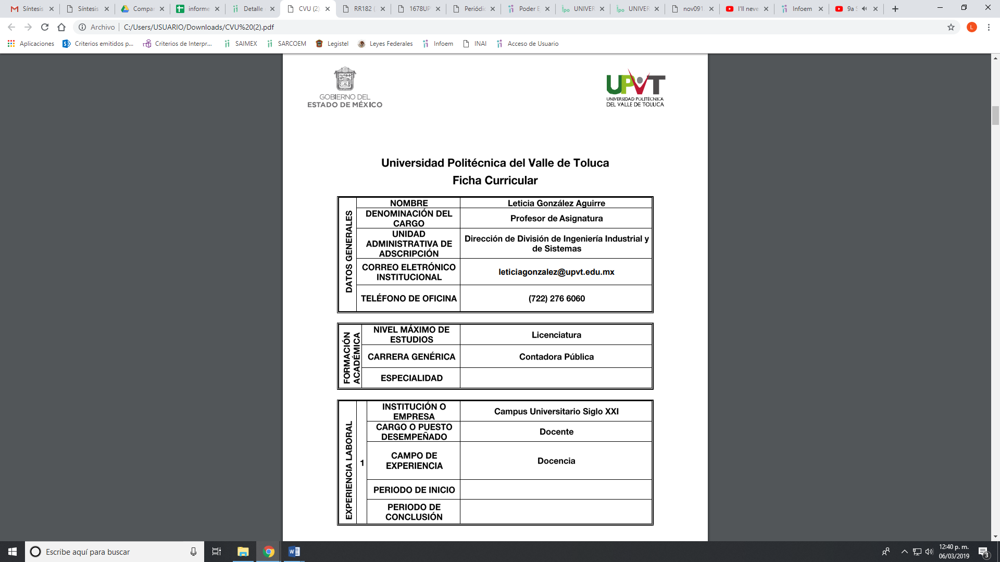 Síntesis
Síntesis
Compar
informe
Detalle
CVU (2)
RR182 (
1678UP
Periódic
Poder E
UNIVER
UNIVER
nov091
I'll neve
Infoem
9a S
Archivo
C:/Users/USUARIO/Downloads/CVU%20(2).pdf
L
Aplicaciones
Criterios emitidos p...
Criterios de Interpr...
SAIMEX
SARCOEM
Legistel
Leyes Federales
Infoem
INAI
Acceso de Usuario
GOBIERNO DEL
ESTADO DE MÉXICO
UPVT
UNIVERSIDAD POLITÉCNICA
DEL VALLE DE TOLUCA
Universidad Politécnica del Valle de Toluca
Ficha Curricular
DATOS GENERALES
NOMBRE
Leticia González Aguirre
DENOMINACIÓN DEL
CARGO
Profesor de Asignatura
UNIDAD
ADMINISTRATIVA DE
ADSCRIPCIÓN
Dirección de División de Ingeniería Industrial y
de Sistemas
CORREO ELETRÓNICO
INSTITUCIONAL
leticiagonzalez@upvt.edu.mx
TELÉFONO DE OFICINA
(722) 276 6060
FORMACIÓN
ACADÉMICA
NIVEL MÁXIMO DE
ESTUDIOS
Licenciatura
CARRERA GENÉRICA
Contadora Pública
ESPECIALIDAD
EXPERIENCIA LABORAL
1
INSTITUCIÓN O
EMPRESA
Campus Universitario Siglo XXI
CARGO O PUESTO
DESEMPEÑADO
Docente
CAMPO DE
EXPERIENCIA
Docencia
PERIODO DE INICIO
PERIODO DE
CONCLUSIÓN
Escribe aquí para buscar
12:40 p. m.
06/03/2019
3